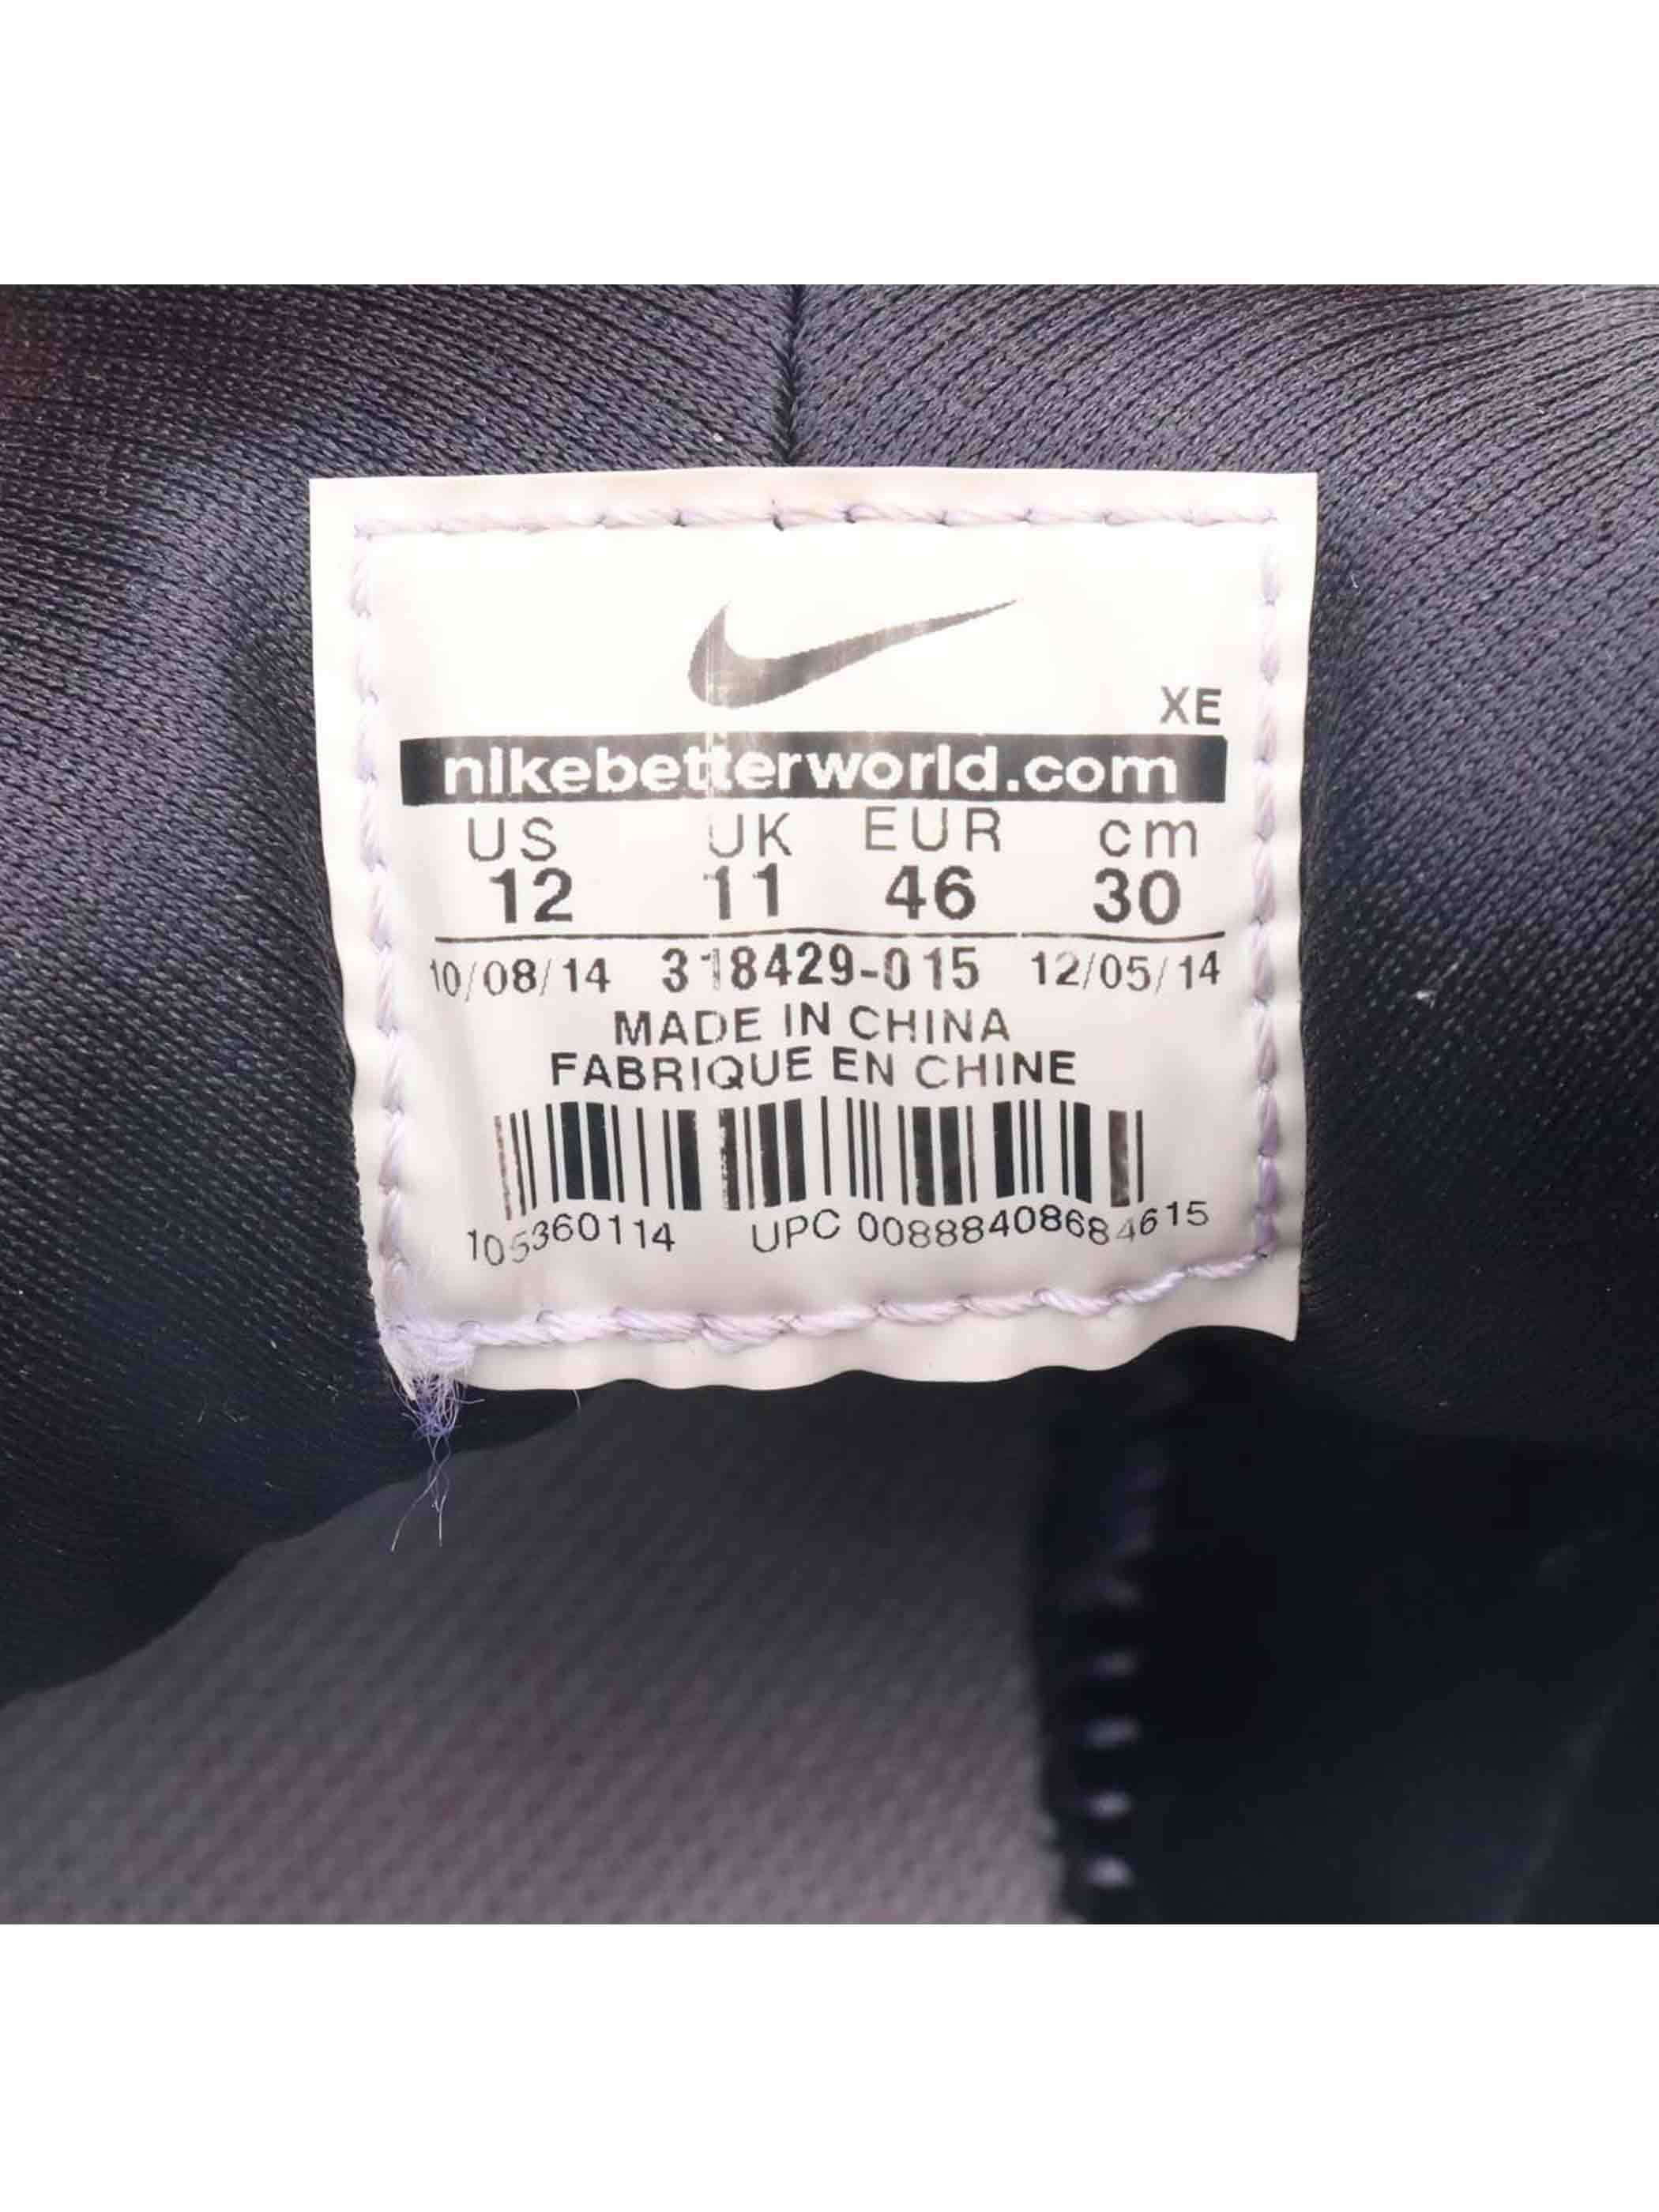 XE
nikebetterworld.com
US UK EUR cm
12 11 46 30
10/08/14 318429-015 12/05/14
MADE IN CHINA
FABRIQUE EN CHINE
105360114 UPC 00888408684615